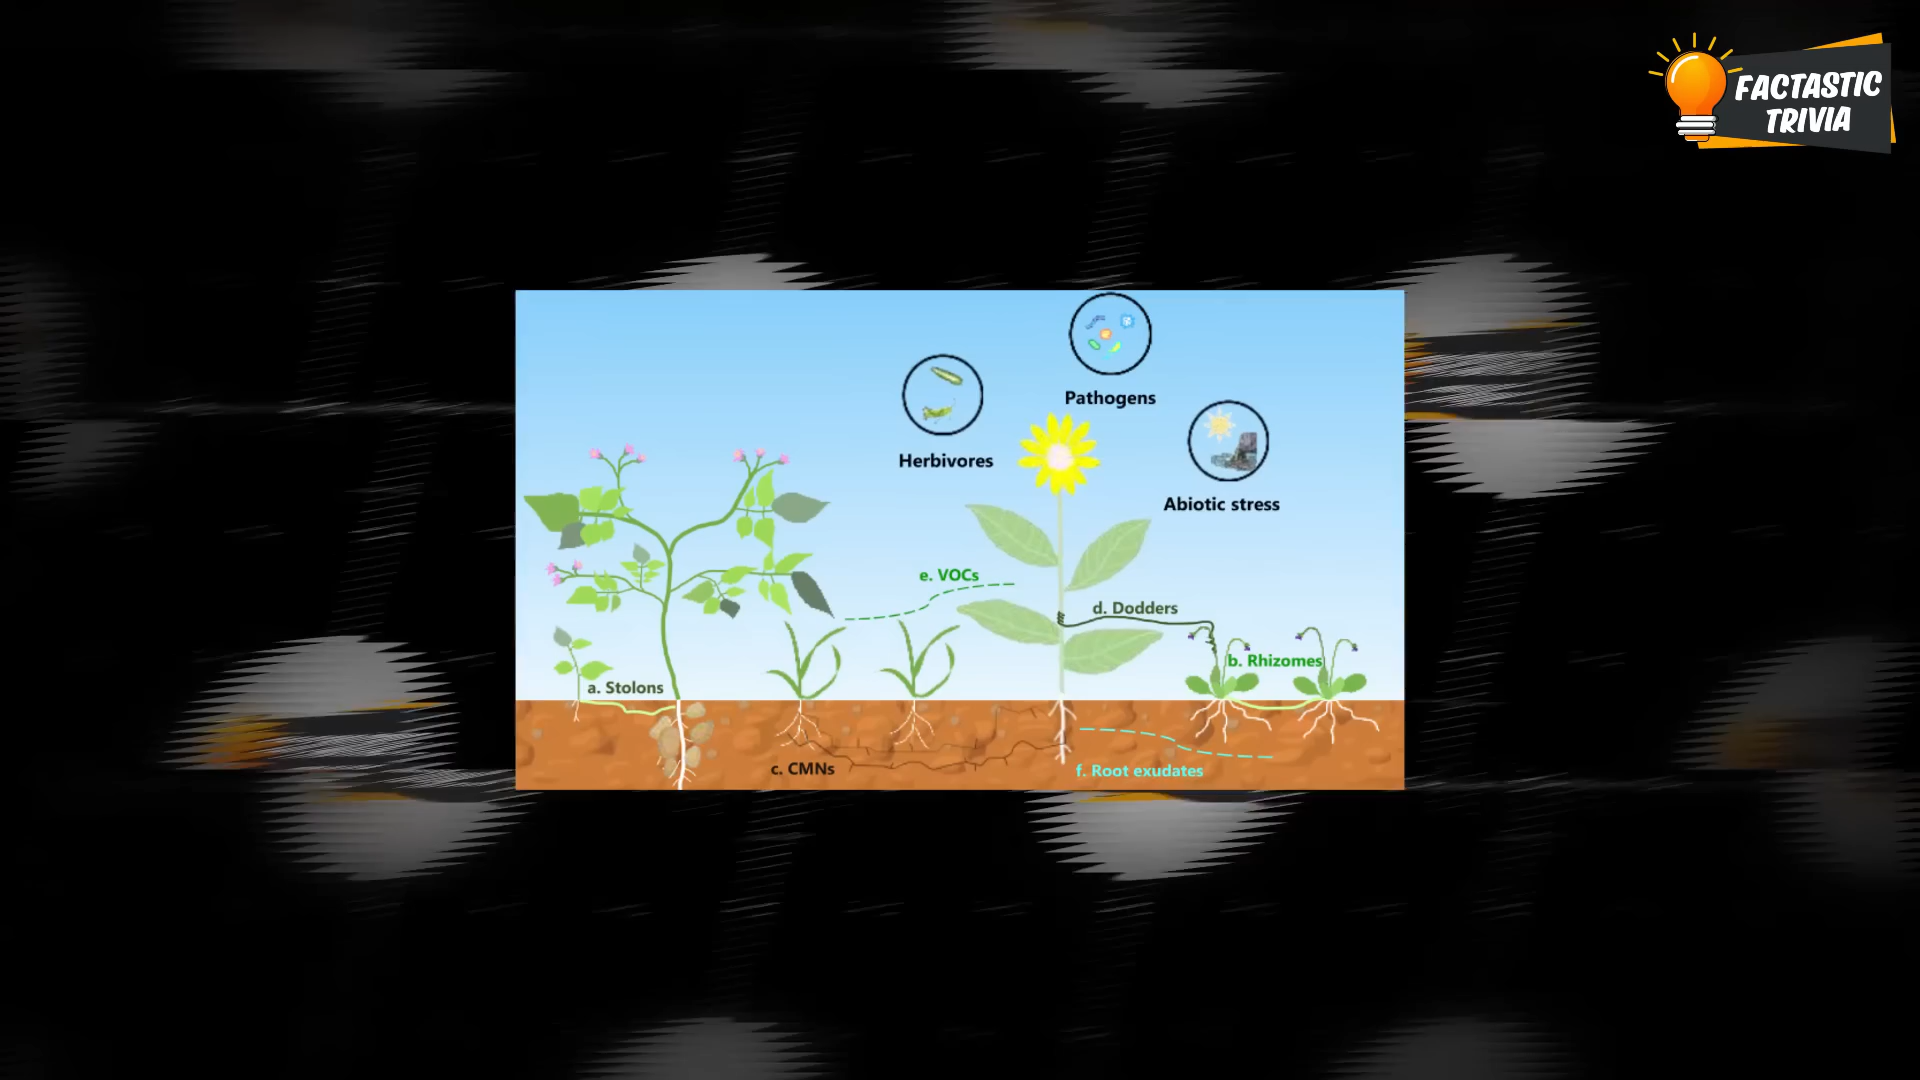 FACTASTIC
TRIVIA
Pathogens
Herbivores
Abiotic stress
e. VOCs
d. Dodders
b. Rhizomes
a. Stolons
c. CMNs
f. Root exudates